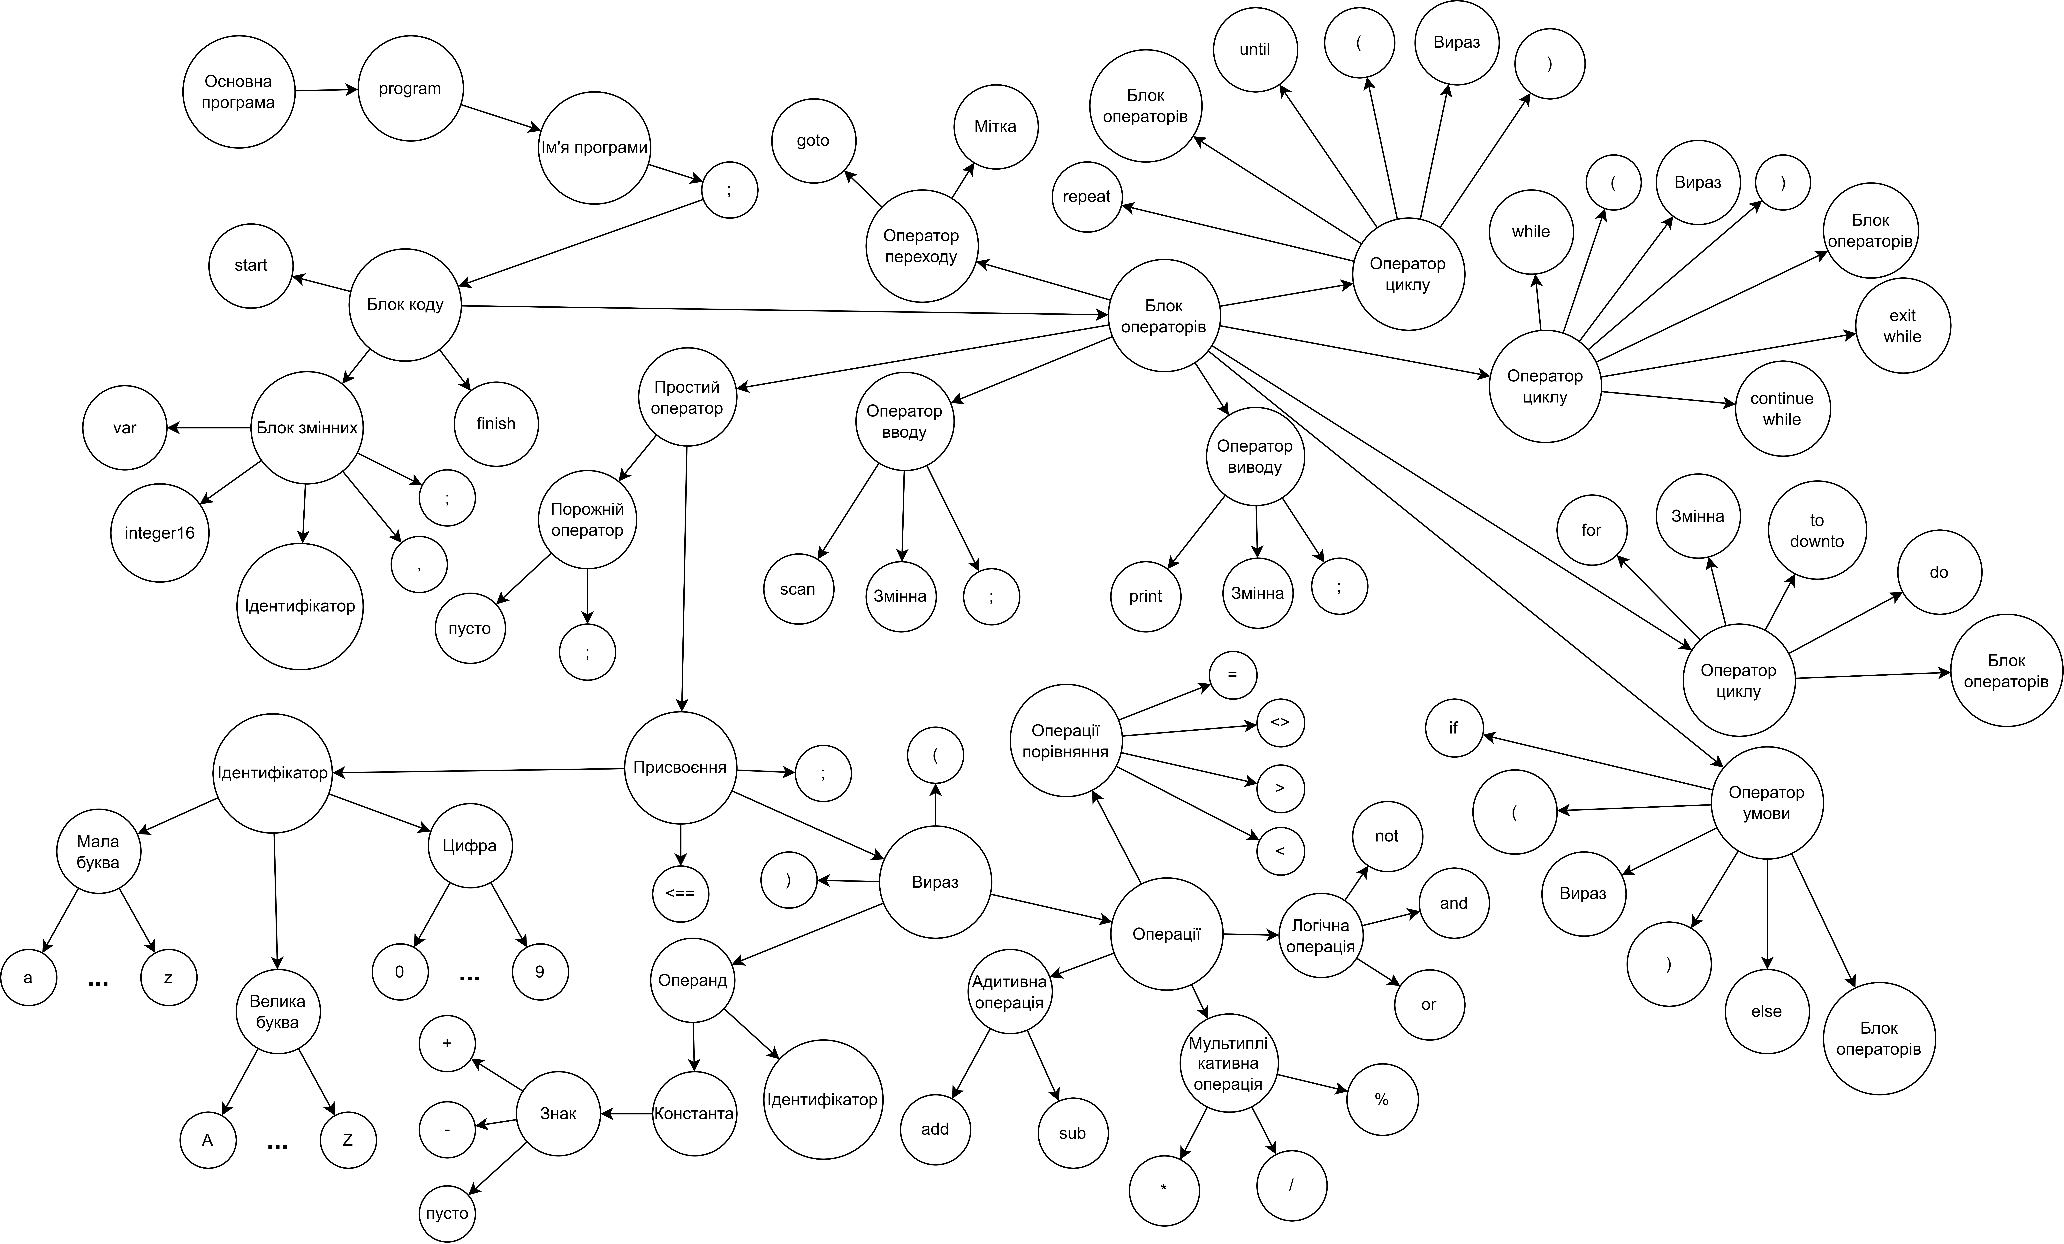 Основна
програма
program
Ім'я програми
;
start
Блок коду
finish
Блок змінних
var
integer16
Ідентифікатор
,
;
goto
Мітка
Оператор
переходу
Блок
операторів
repeat
Блок
операторів
until
(
Вираз
)
Оператор
циклу
while
(
Вираз
)
Блок
операторів
exit
while
continue
while
Оператор
циклу
Простий
оператор
Порожній
оператор
пусто
;
Оператор
вводу
scan
Змінна
;
Оператор
виводу
print
Змінна
;
for
Змінна
to
downto
do
Блок
операторів
Оператор
циклу
Оператор
умови
if
(
Вираз
)
else
Блок
операторів
Присвоєння
;
<==
Ідентифікатор
Мала
буква
a
...
z
Велика
буква
A
...
Z
Цифра
0
...
9
Вираз
(
)
Операнд
Константа
Ідентифікатор
Знак
+
-
пусто
Операції
Операції
порівняння
=
<>
>
<
Логічна
операція
not
and
or
Адитивна
операція
add
sub
Мультиплі
кативна
операція
*
/
%